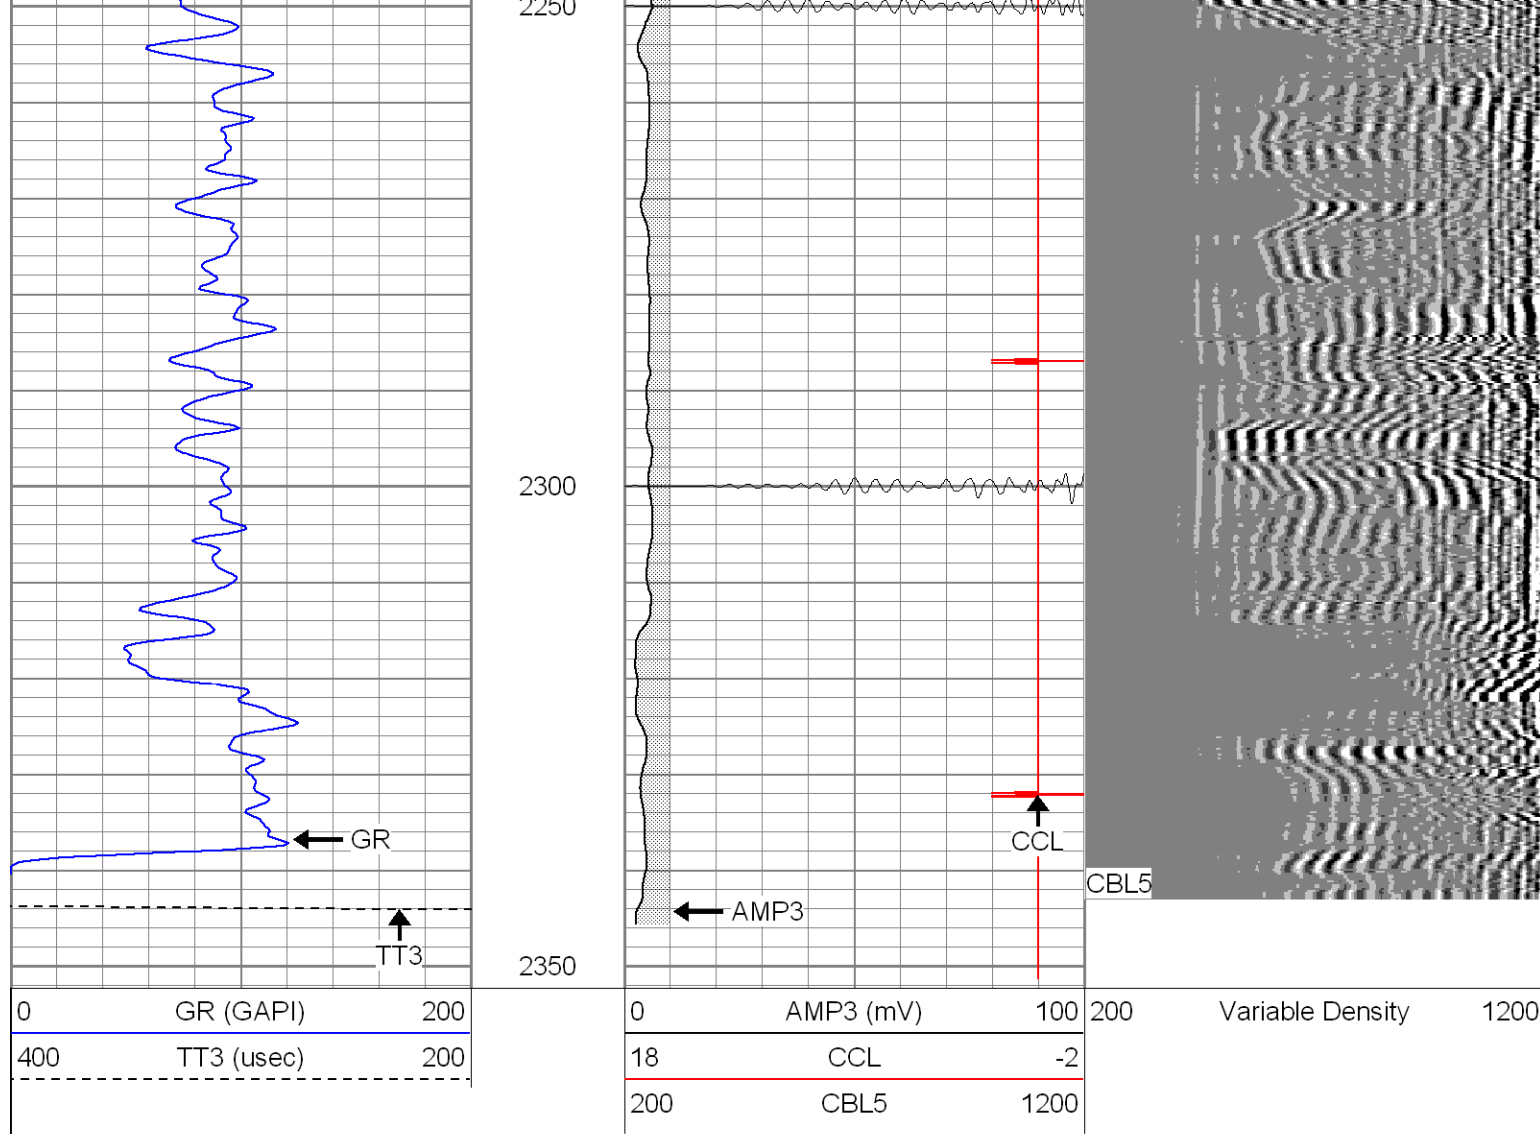 2250
2300
GR
CCL
CBL5
AMP3
TT3
2350
0 GR (GAPI) 200
0 AMP3 (mV) 100
200 Variable Density 1200
400 TT3 (usec) 200
18 CCL -2
200 CBL5 1200